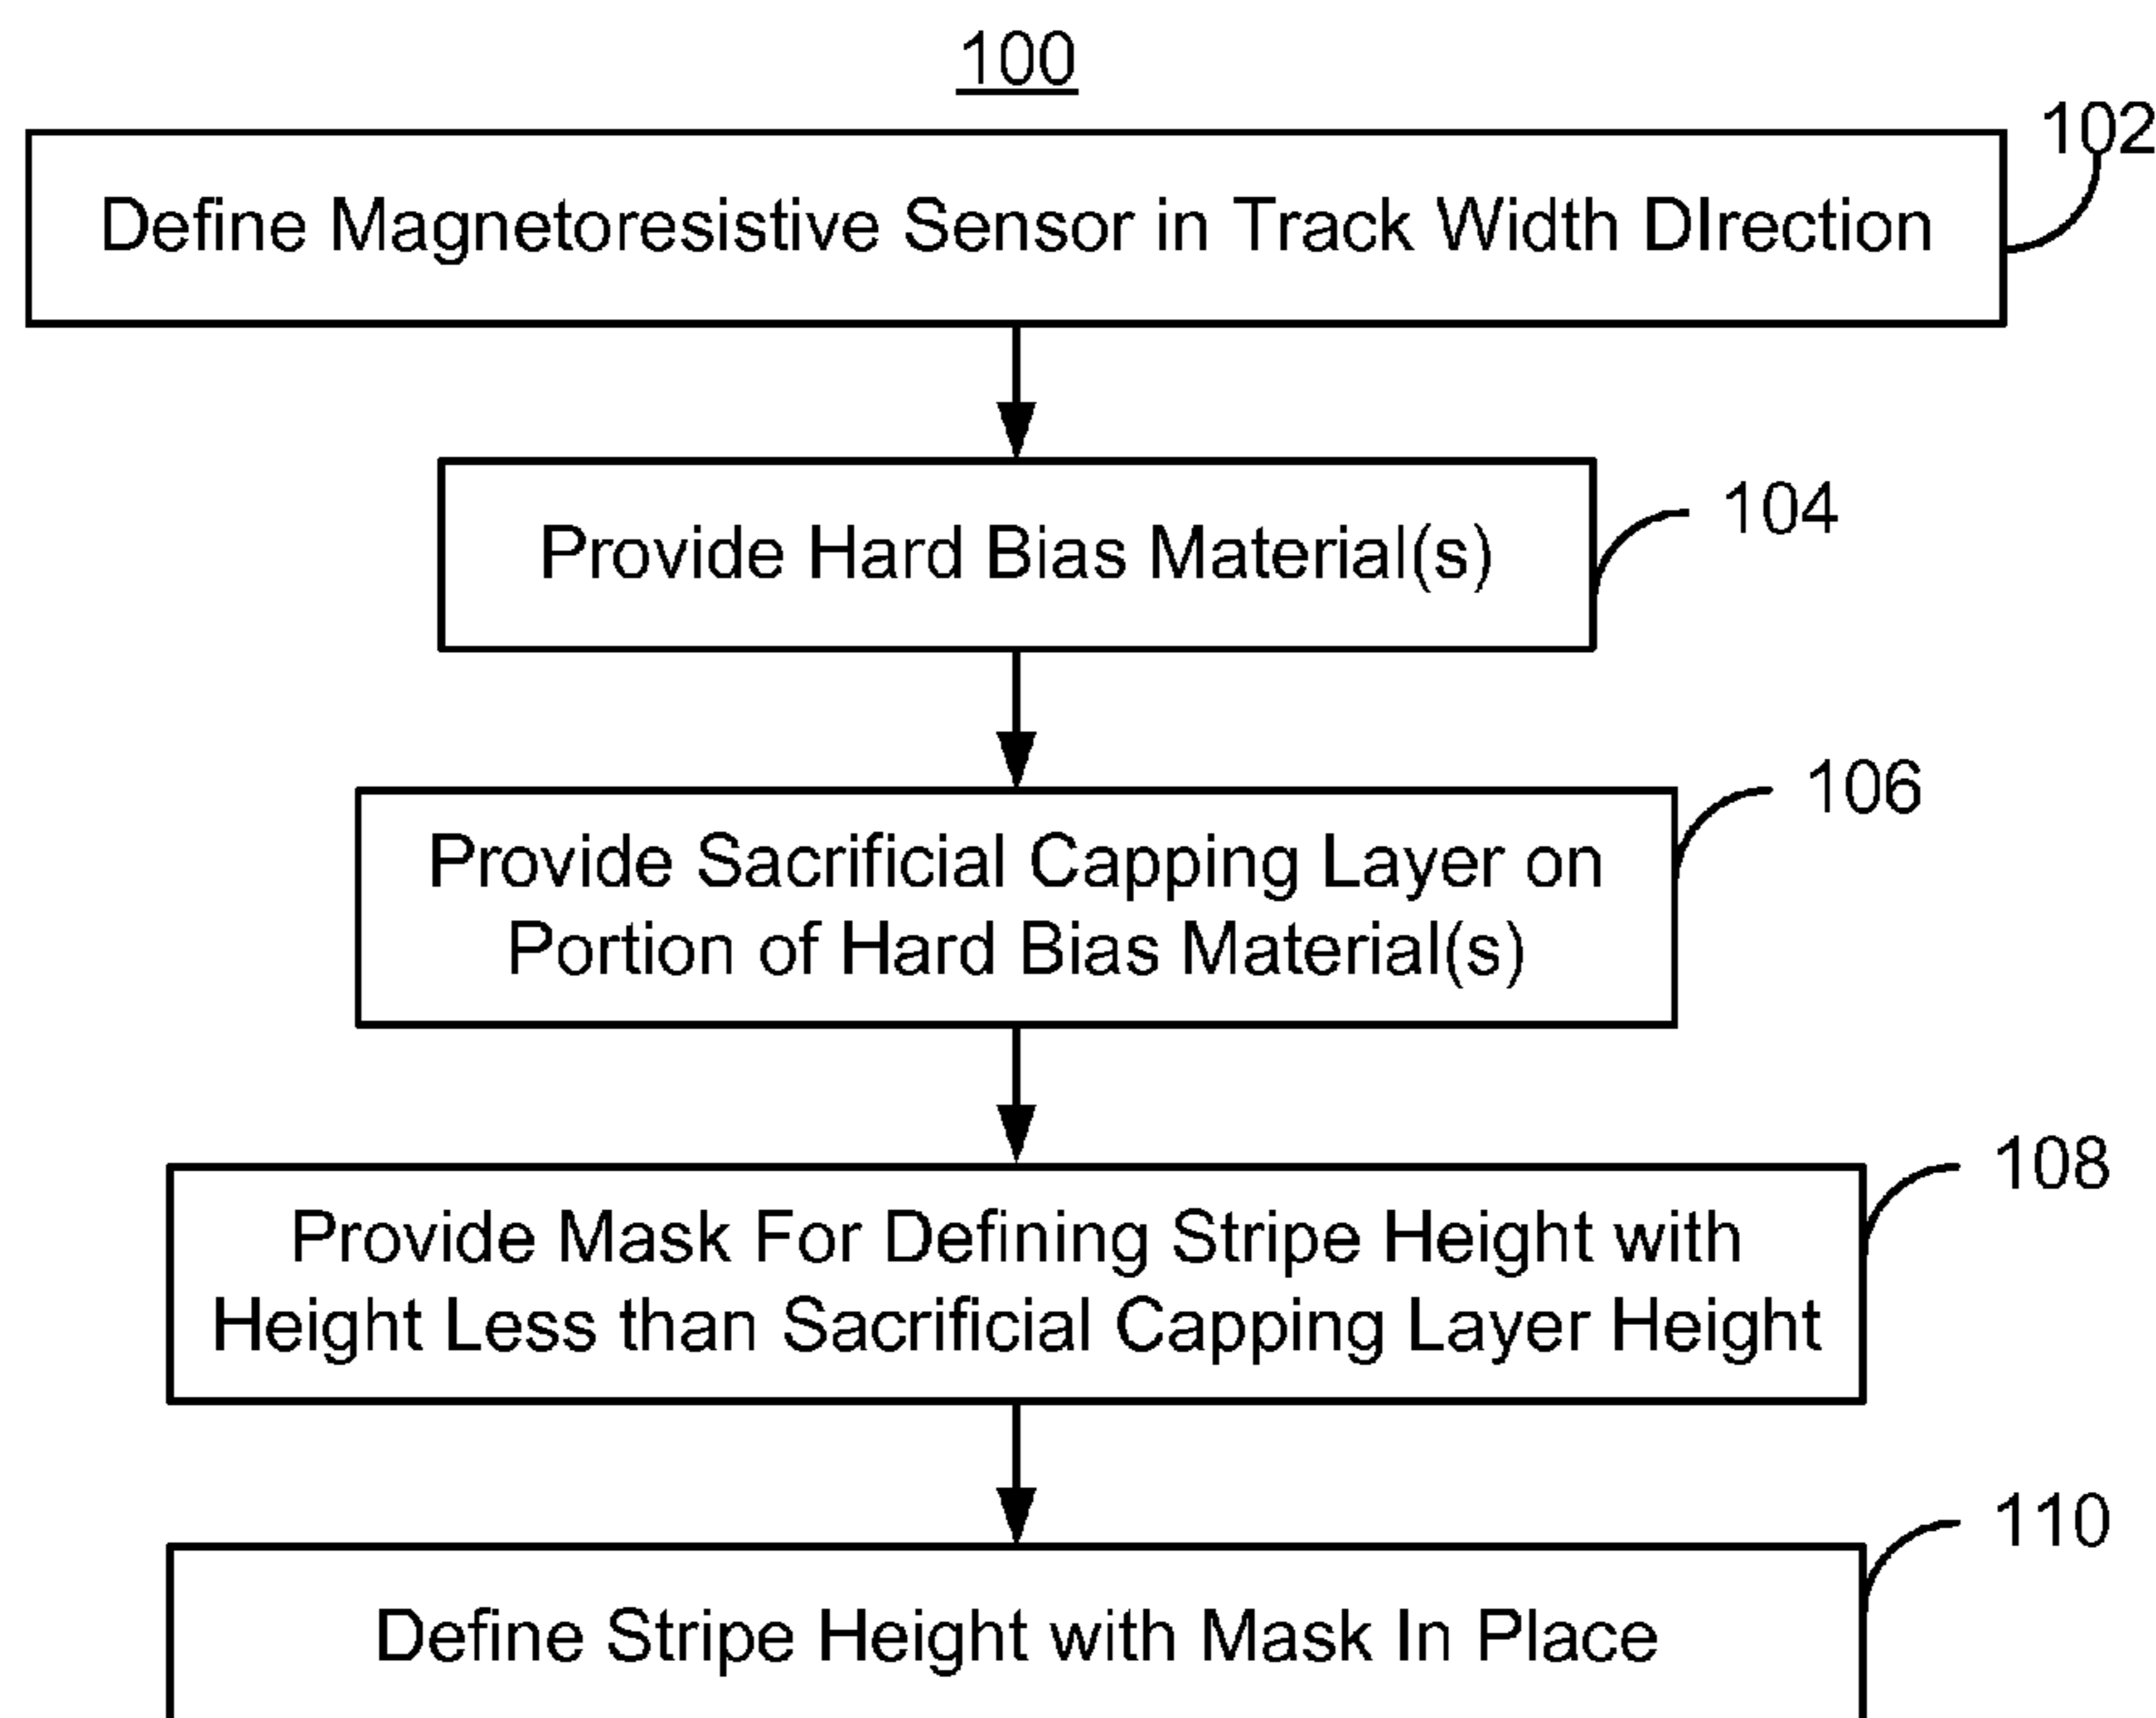 100
102
Define Magnetoresistive Sensor in Track Width DIrection
104
Provide Hard Bias Material(s)
106
Provide Sacrificial Capping Layer on
Portion of Hard Bias Material(s)
108
Provide Mask For Defining Stripe Height with
Height Less than Sacrificial Capping Layer Height
110
Define Stripe Height with Mask In Place